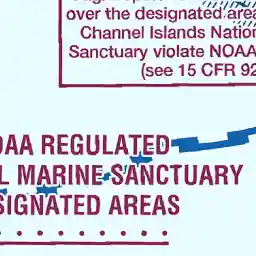 over the designated area
Channel Islands Nation
Sanctuary violate NOAA
(see 15 CFR 92
OAA REGULATED
L MARINE SANCTUARY
SIGNATED AREAS